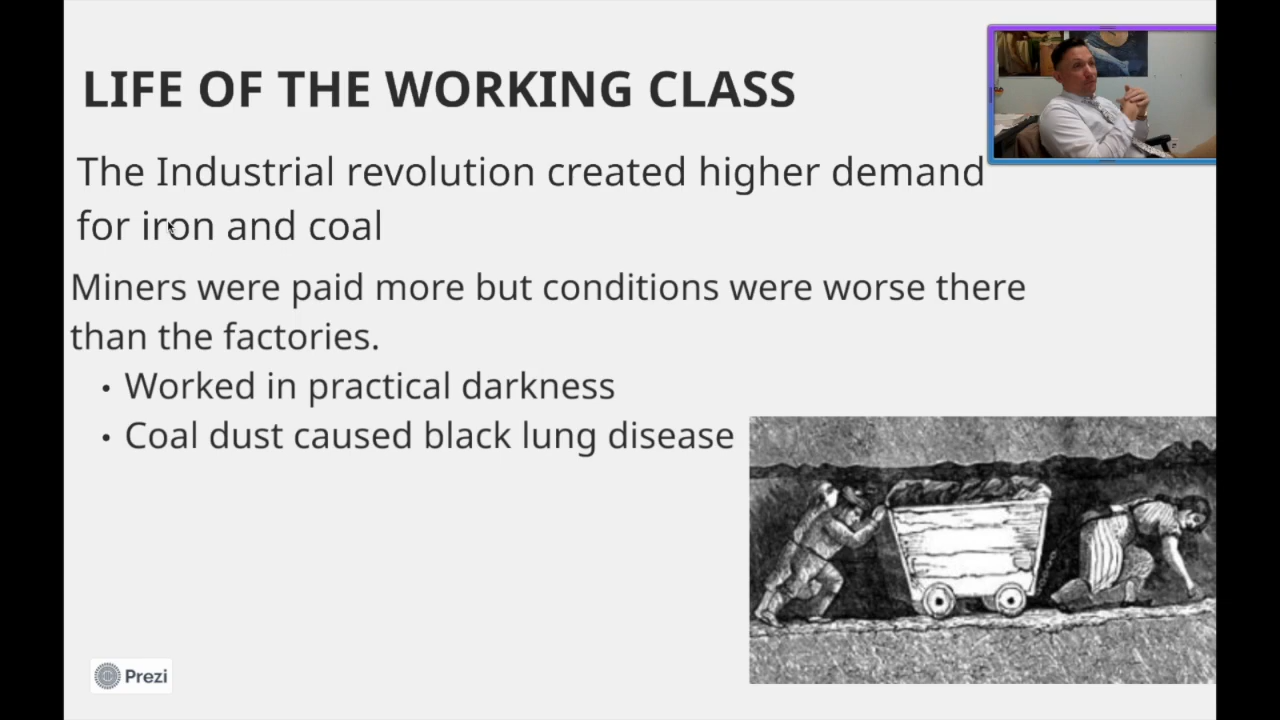 LIFE OF THE WORKING CLASS
The Industrial revolution created higher demand
for iron and coal
Miners were paid more but conditions were worse there
than the factories.
• Worked in practical darkness
• Coal dust caused black lung disease
Prezi